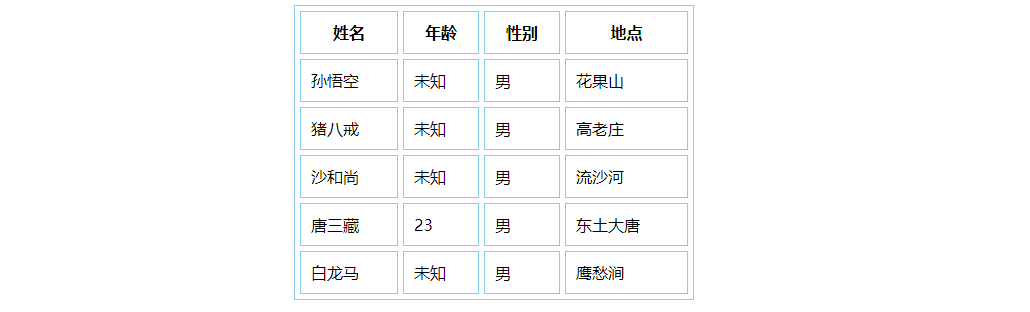 姓名 年龄 性别 地点
孙悟空 未知 男 花果山
猪八戒 未知 男 高老庄
沙和尚 未知 男 流沙河
唐三藏 23 男 东土大唐
白龙马 未知 男 鹰愁涧